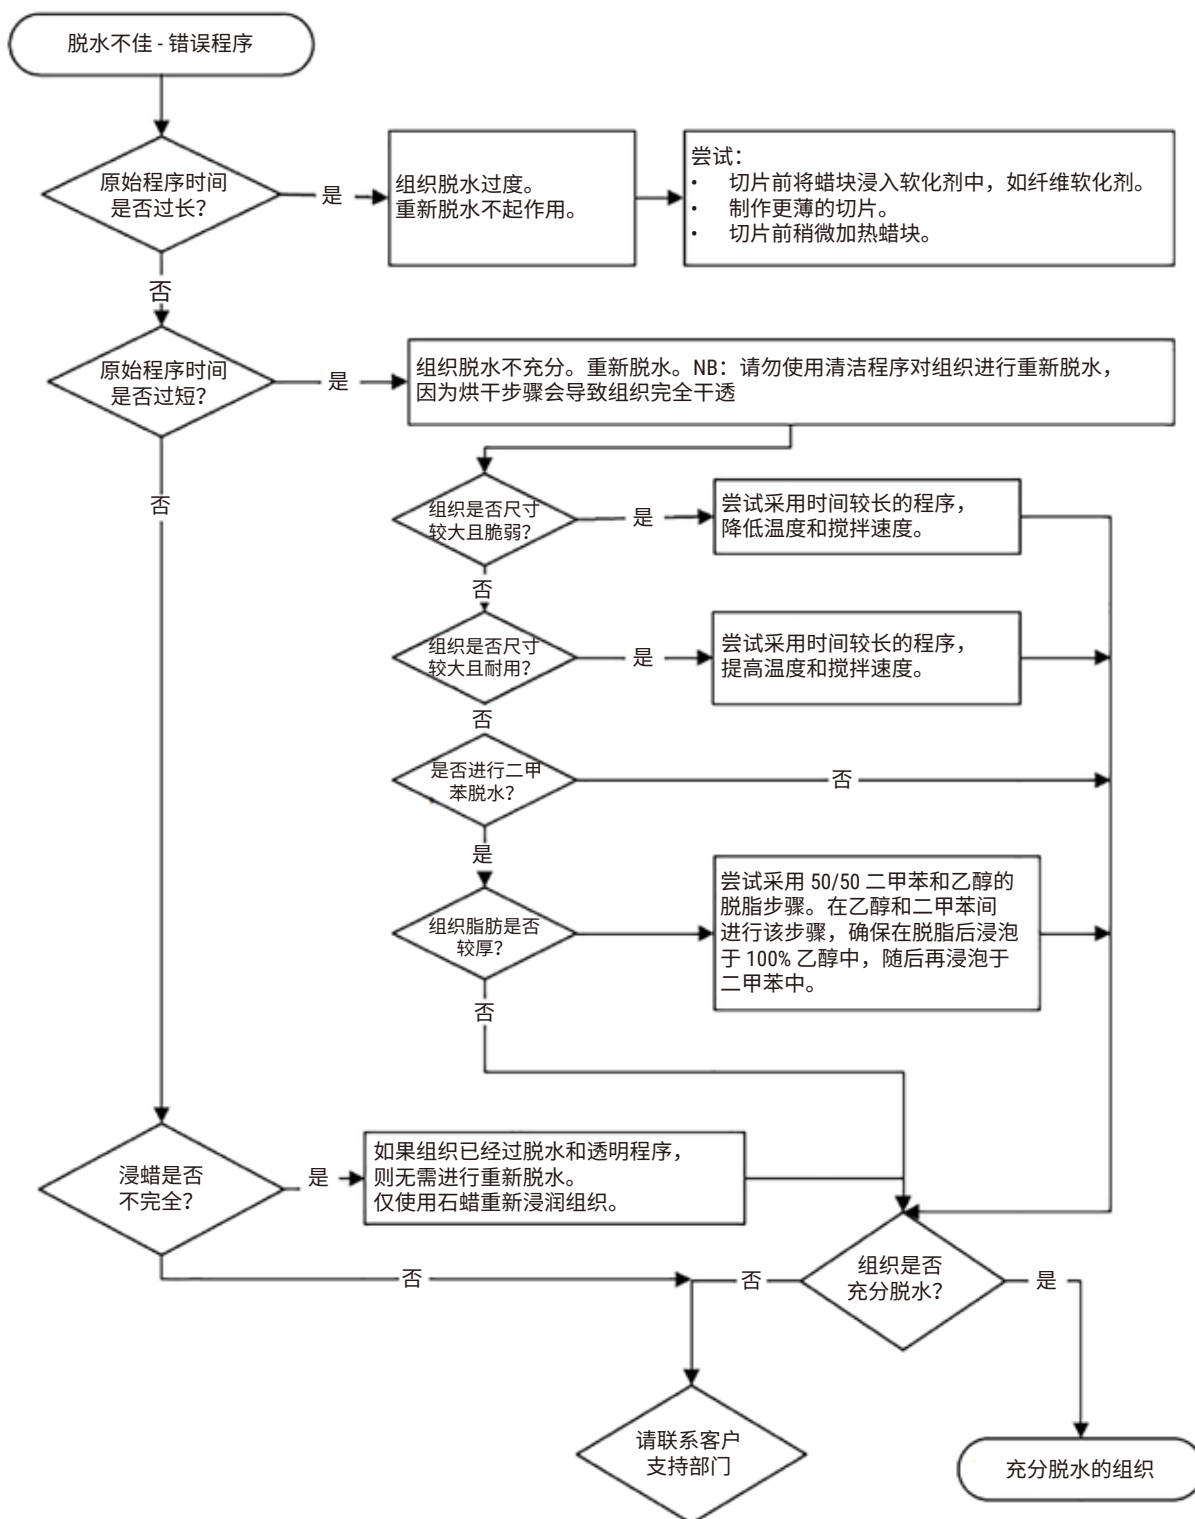 脱水不佳 - 错误程序
原始程序时间
是否过长？
是
组织脱水过度。
重新脱水不起作用。
尝试：
• 切片前将蜡块浸入软化剂中，如纤维软化剂。
• 制作更薄的切片。
• 切片前稍微加热蜡块。
否
原始程序时间
是否过短？
是
组织脱水不充分。重新脱水。NB：请勿使用清洁程序对组织进行重新脱水，
因为烘干步骤会导致组织完全干透
否
组织是否尺寸
较大且脆弱？
是
尝试采用时间较长的程序，
降低温度和搅拌速度。
否
组织是否尺寸
较大且耐用？
是
尝试采用时间较长的程序，
提高温度和搅拌速度。
否
是否进行二甲
苯脱水？
否
是
组织脂肪是否
较厚？
尝试采用 50/50 二甲苯和乙醇的
脱脂步骤。在乙醇和二甲苯间
进行该步骤，确保在脱脂后浸泡
于 100% 乙醇中，随后再浸泡于
二甲苯中。
否
浸蜡是否
不完全？
是
如果组织已经过脱水和透明程序，
则无需进行重新脱水。
仅使用石蜡重新浸润组织。
否
组织是否
充分脱水？
否
是
请联系客户
支持部门
充分脱水的组织